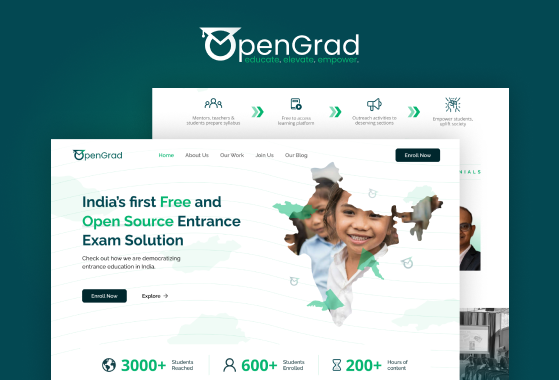 OpenGrad
educate. elevate. empower.
Mentors, teachers &
students prepare syllabus
Free to access
learning platform
Outreach activities to
deserving sections
Empower students,
uplift society
OpenGrad
Home
About Us
Our Work
Join Us
Our Blog
Enroll Now
India's first Free and
Open Source Entrance
Exam Solution
Check out how we are democratizing
entrance education in India.
Enroll Now
Explore →
3000+
Students
Reached
600+
Students
Enrolled
200+
Hours of
content